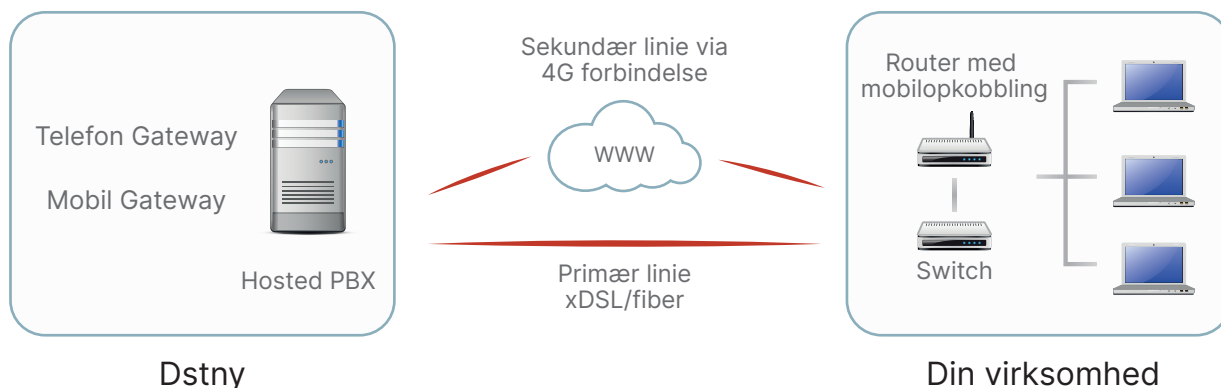 Telefon Gateway
Mobil Gateway
Hosted PBX
Dstny
Sekundær linie via
4G forbindelse
WWW
Primær linie
xDSL/fiber
Router med
mobilopkobbling
Switch
Din virksomhed